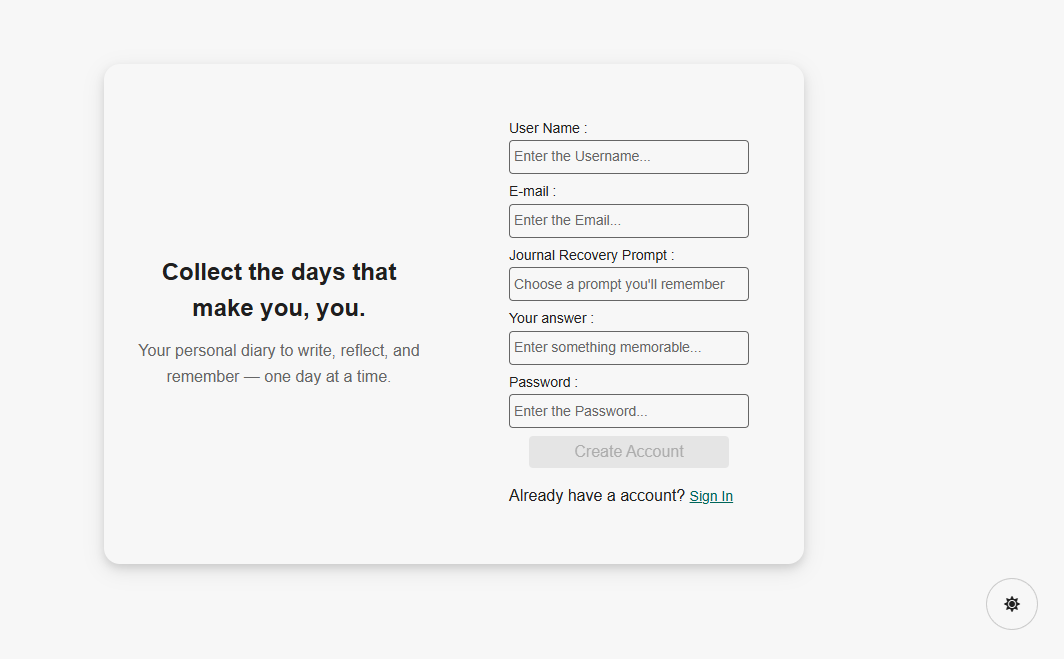 Collect the days that
make you, you.
Your personal diary to write, reflect, and
remember — one day at a time.
User Name :
Enter the Username...
E-mail :
Enter the Email...
Journal Recovery Prompt :
Choose a prompt you'll remember
Your answer :
Enter something memorable...
Password :
Enter the Password...
Create Account
Already have a account? Sign In